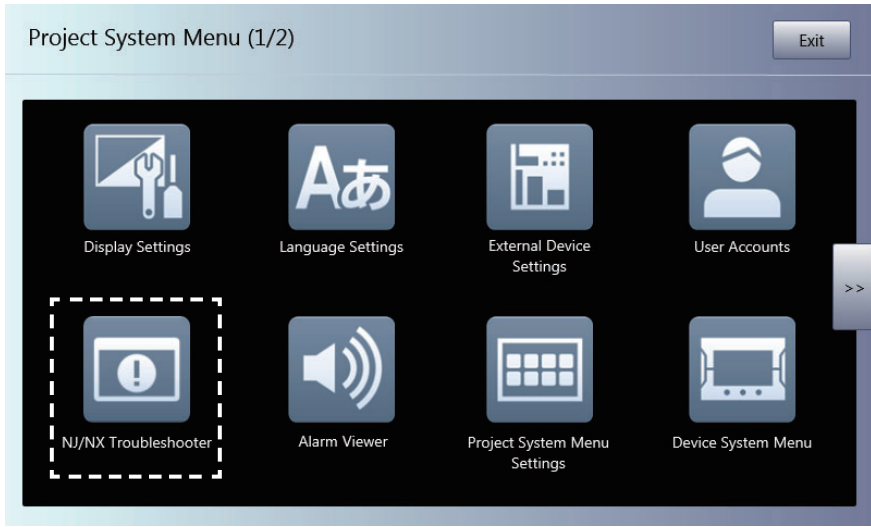 Project System Menu (1/2)
Exit
Aあ
Display Settings
Language Settings
External Device
Settings
User Accounts
>>
!
NJ/NX Troubleshooter
Alarm Viewer
Project System Menu
Settings
Device System Menu